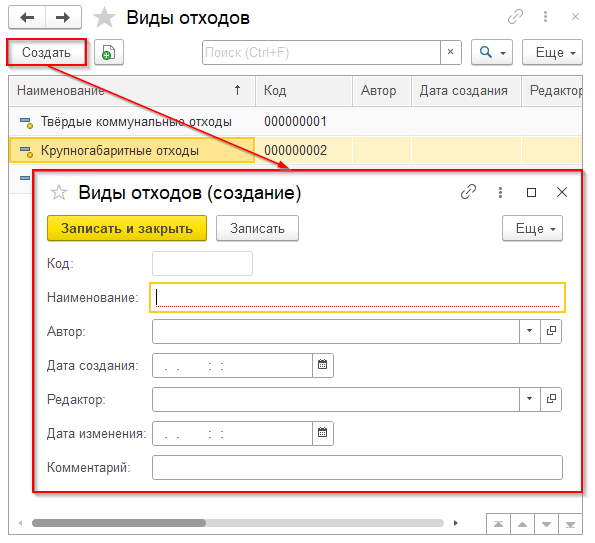 Виды отходов
Создать
Поиск (Ctrl+F)
×
Еще
Наименование ↑ Код Автор Дата создания Редактор
Твёрдые коммунальные отходы 000000001
Крупногабаритные отходы 000000002
Виды отходов (создание)
Записать и закрыть Записать Еще
Код:
Наименование:
Автор:
Дата создания: . . : :
Редактор:
Дата изменения: . . : :
Комментарий: